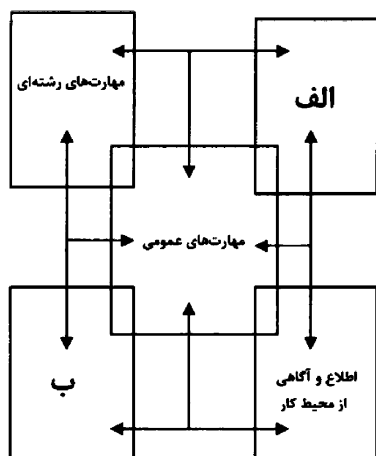 الف
مهارت‌های رشته‌ای
مهارت‌های عمومی
اطلاع و آگاهی
از محیط کار
ب